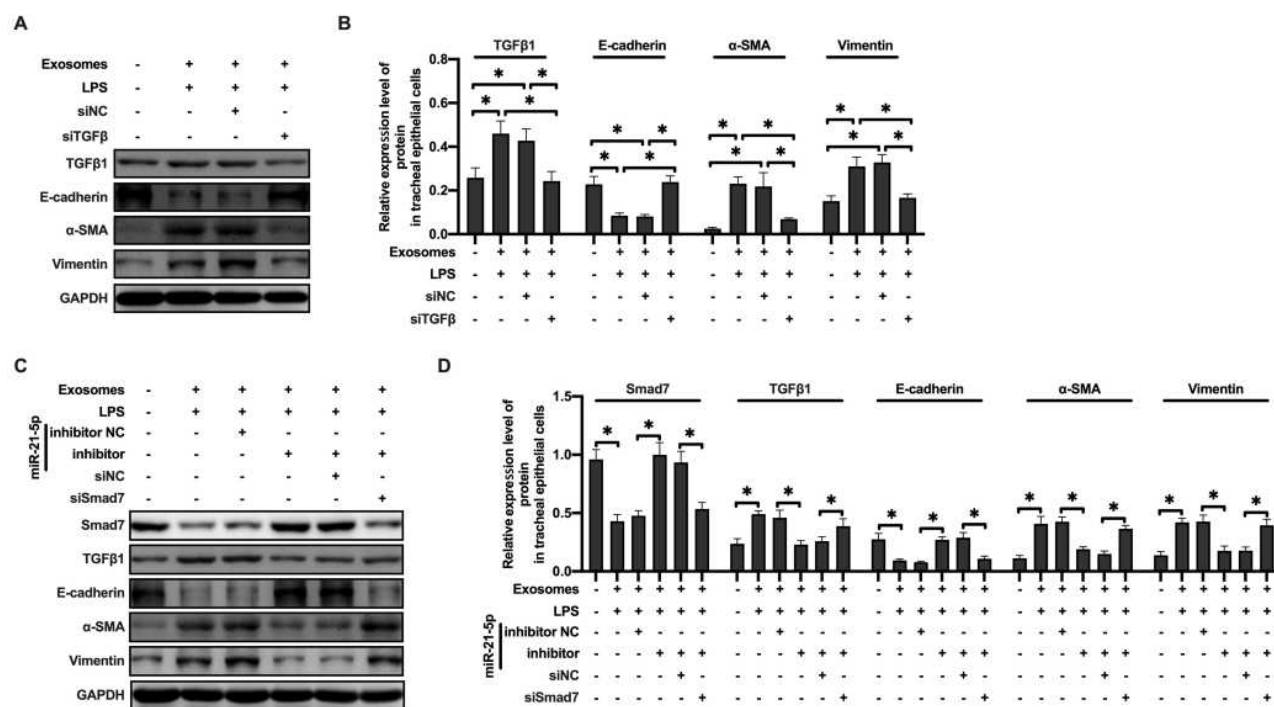 A
Exosomes - + + +
LPS - + + +
siNC - - + -
siTGFβ - - - +
TGFβ1
E-cadherin
α-SMA
Vimentin
GAPDH
B
TGFβ1 E-cadherin α-SMA Vimentin
Relative expression level of
protein
in tracheal epithelial cells
0.8
0.6
0.4
0.2
0.0
* * * * * * * * * * * * * * * *
Exosomes - + + + - + + + - + + + - + + +
LPS - + + + - + + + - + + + - + + +
siNC - - + - - - + - - - + - - - + -
siTGFβ - - - + - - - + - - - + - - - +
C
Exosomes - + + + + +
LPS - + + + + +
miR-21-5p
inhibitor NC - - + - - -
inhibitor - - - + + +
siNC - - - - + -
siSmad7 - - - - - +
Smad7
TGFβ1
E-cadherin
α-SMA
Vimentin
GAPDH
D
Smad7 TGFβ1 E-cadherin α-SMA Vimentin
Relative expression level of
protein
in tracheal epithelial cells
1.5
1.0
0.5
0.0
* * * * * * * * * * * * * * *
Exosomes - + + + + + - + + + + + - + + + + + - + + + + + - + + + + +
LPS - + + + + + - + + + + + - + + + + + - + + + + + - + + + + +
miR-21-5p
inhibitor NC - - + - - - - - + - - - - - + - - - - - + - - - - - + - - -
inhibitor - - - + + + - - - + + + - - - + + + - - - + + + - - - + + +
siNC - - - - + - - - - - + - - - - - + - - - - - + - - - - - + -
siSmad7 - - - - - + - - - - - + - - - - - + - - - - - + - - - - - +